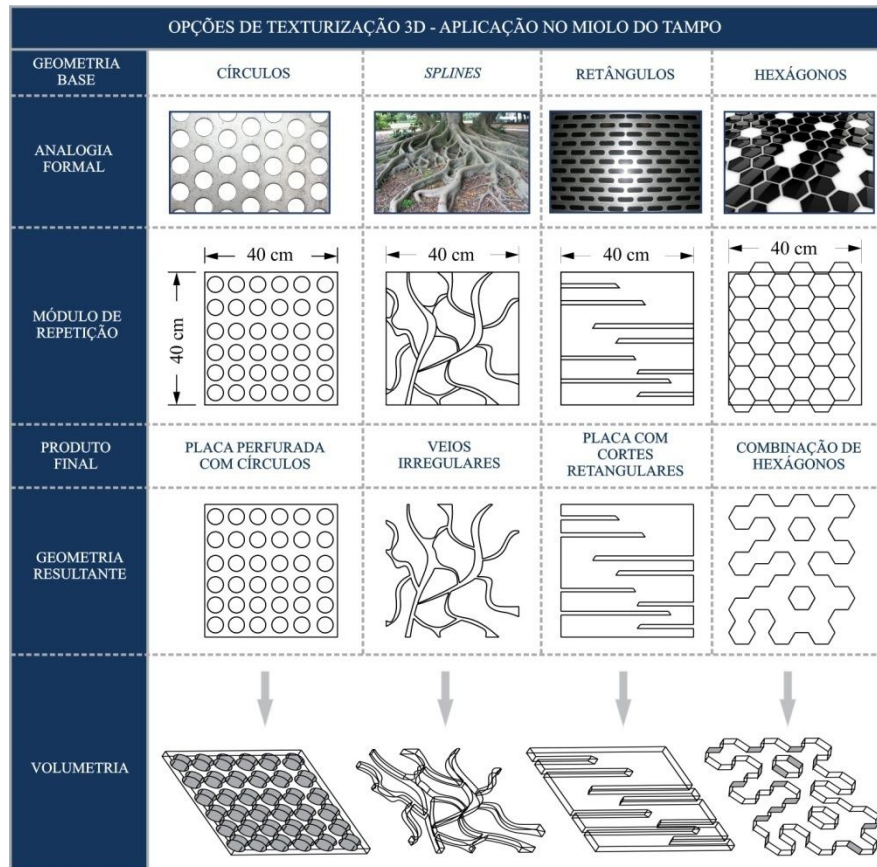 OPÇÕES DE TEXTURIZAÇÃO 3D - APLICAÇÃO NO MIOLO DO TAMPO
GEOMETRIA
BASE
CÍRCULOS
SPLINES
RETÂNGULOS
HEXÁGONOS
ANALOGIA
FORMAL
MÓDULO DE
REPETIÇÃO
40 cm
40 cm
40 cm
40 cm
40 cm
PRODUTO
FINAL
PLACA PERFURADA
COM CÍRCULOS
VEIOS
IRREGULARES
PLACA COM
CORTES
RETANGULARES
COMBINAÇÃO DE
HEXÁGONOS
GEOMETRIA
RESULTANTE
VOLUMETRIA